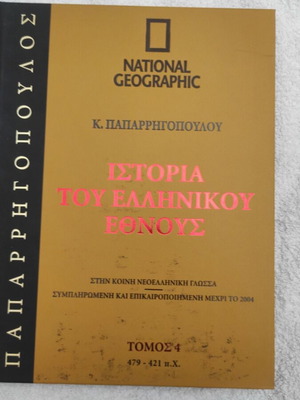 ΠΑΠΑΡΡΗΓΟΠΟΥΛΟΣ
NATIONAL
GEOGRAPHIC
Κ. ΠΑΠΑΡΡΗΓΟΠΟΥΛΟΥ
ΙΣΤΟΡΙΑ
ΤΟΥ ΕΛΛΗΝΙΚΟΥ
ΕΘΝΟΥΣ
ΣΤΗΝ ΚΟΙΝΗ ΝΕΟΕΛΛΗΝΙΚΗ ΓΛΩΣΣΑ
ΣΥΜΠΛΗΡΩΜΕΝΗ ΚΑΙ ΕΠΙΚΑΙΡΟΠΟΙΗΜΕΝΗ ΜΕΧΡΙ ΤΟ 2004
ΤΟΜΟΣ 4
479 - 421 π.Χ.